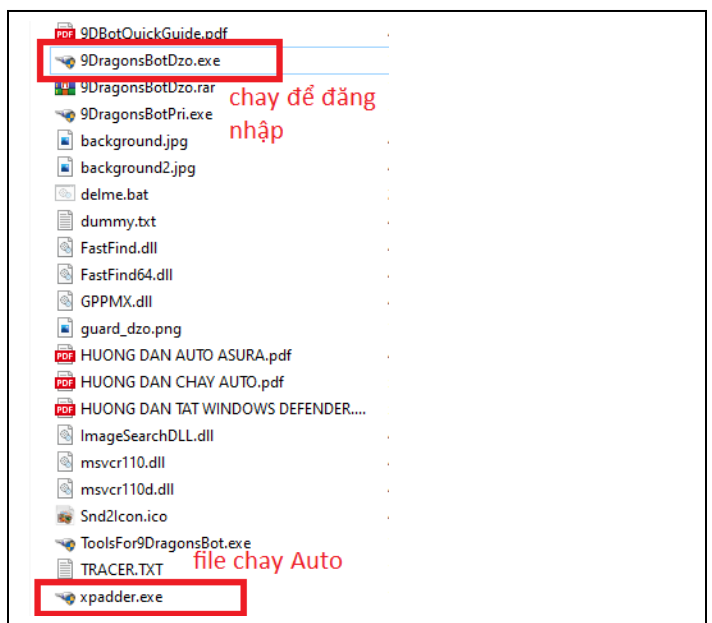 9DBotQuickGuide.pdf
9DragonsBotDzo.exe
9DragonsBotDzo.rar
chay để đăng
nhập
9DragonsBotPri.exe
background.jpg
background2.jpg
delme.bat
dummy.txt
FastFind.dll
FastFind64.dll
GPPMX.dll
guard_dzo.png
PDF HUONG DAN AUTO ASURA.pdf
PDF HUONG DAN CHAY AUTO.pdf
PDF HUONG DAN TAT WINDOWS DEFENDER....
ImageSearchDLL.dll
msvcr110.dll
msvcr110d.dll
Snd2Icon.ico
ToolsFor9DragonsBot.exe
file chay Auto
TRACER.TXT
xpadder.exe